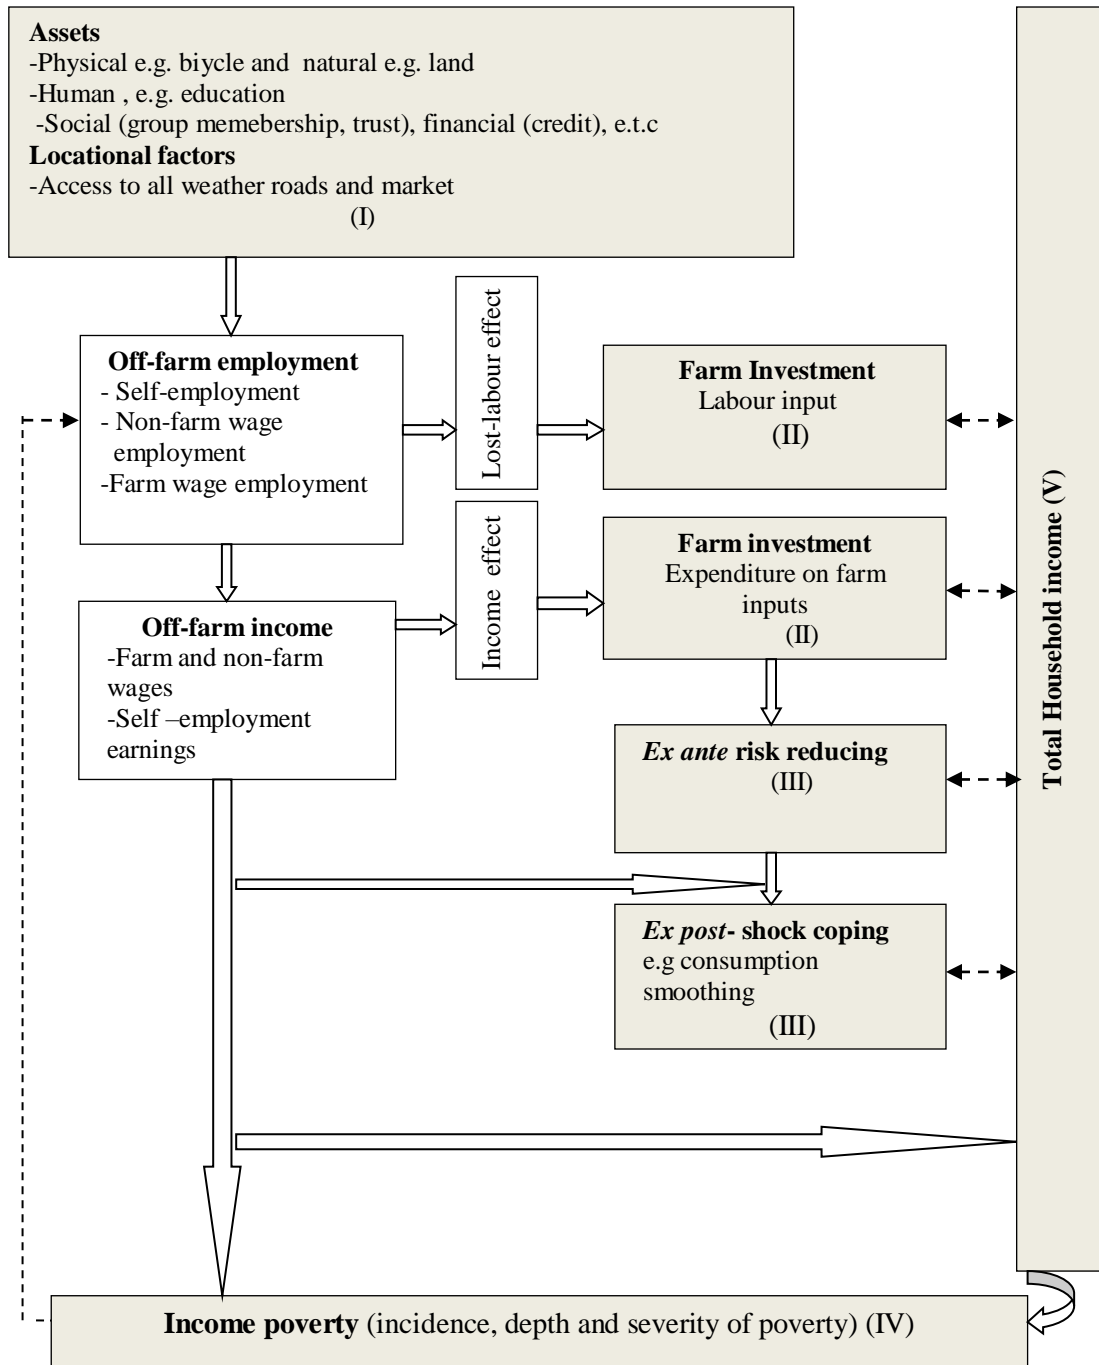 Assets
-Physical e.g. biycle and natural e.g. land
-Human , e.g. education
-Social (group memebership, trust), financial (credit), e.t.c
Locational factors
-Access to all weather roads and market
(I)
Off-farm employment
- Self-employment
- Non-farm wage
employment
-Farm wage employment
Lost-labour effect
Farm Investment
Labour input
(II)
Off-farm income
-Farm and non-farm
wages
-Self –employment
earnings
Income effect
Farm investment
Expenditure on farm
inputs
(II)
Ex ante risk reducing
(III)
Ex post- shock coping
e.g consumption
smoothing
(III)
Total Household income (V)
Income poverty (incidence, depth and severity of poverty) (IV)